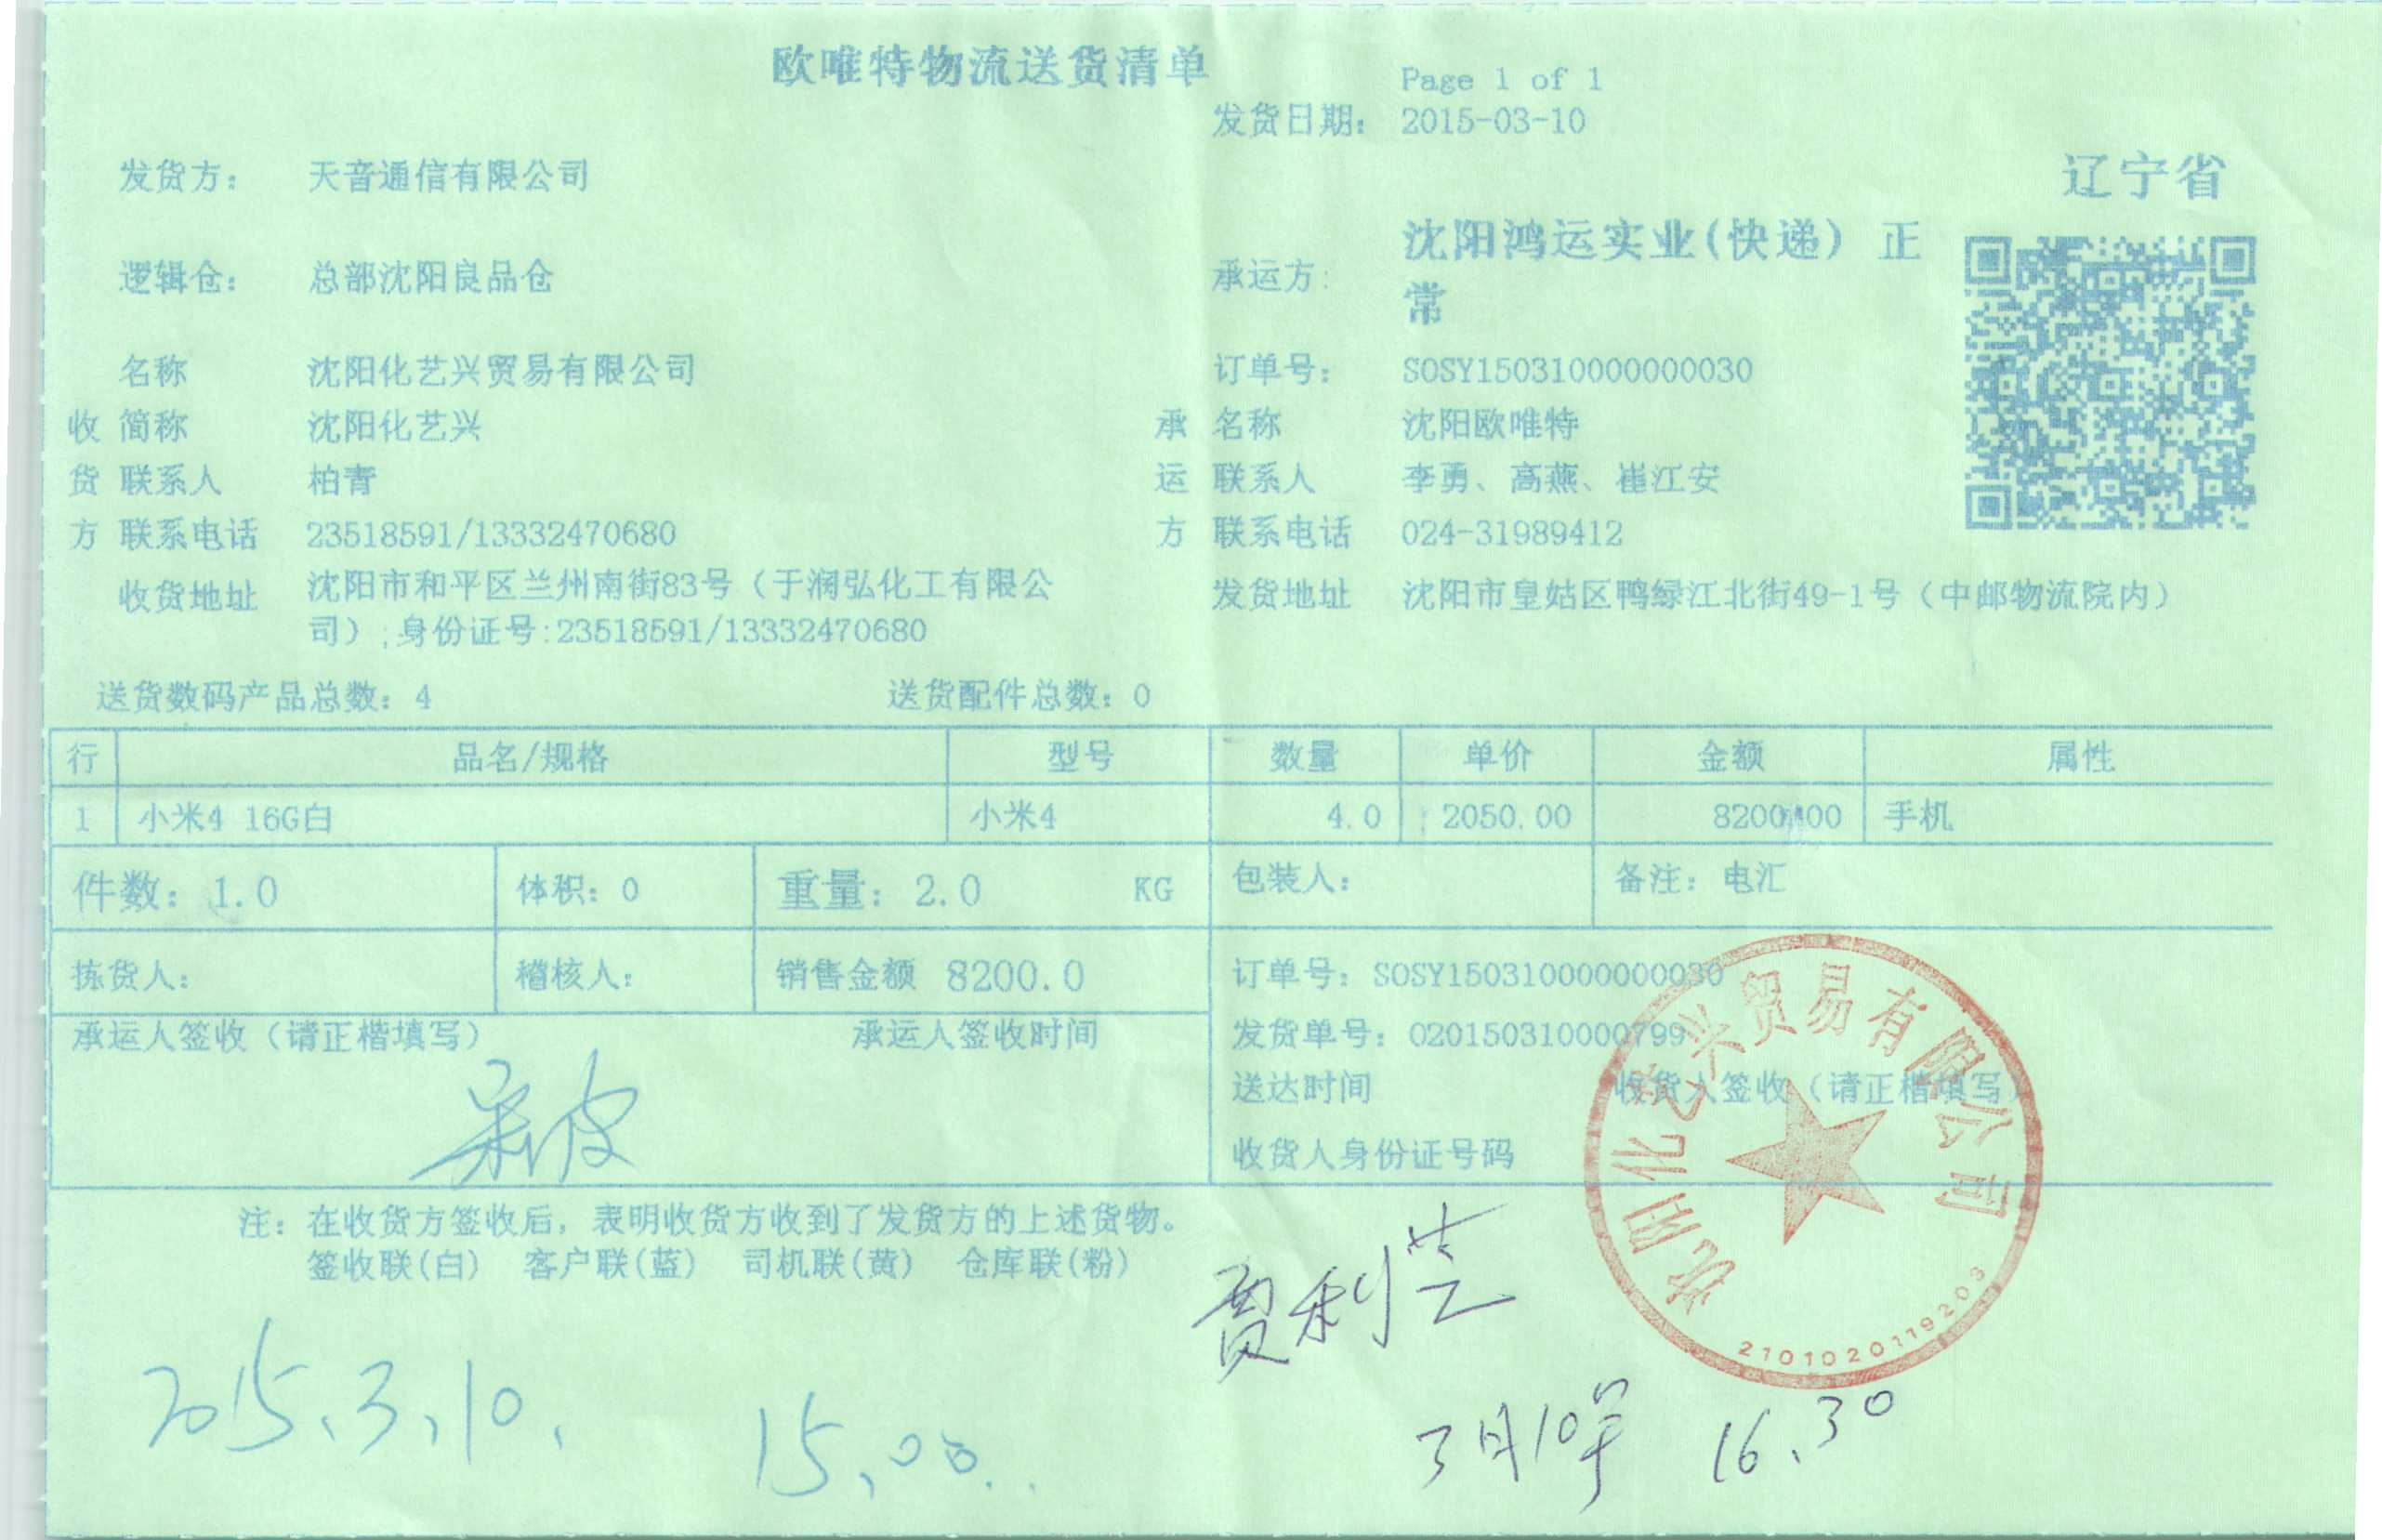 欧唯特物流送货清单
Page 1 of 1
发货日期: 2015-03-10
发货方: 天音通信有限公司
辽宁省
逻辑仓: 总部沈阳良品仓
承运方: 沈阳鸿运实业(快递) 正
常
名称 沈阳化艺兴贸易有限公司
订单号: SOSY150310000000030
收 简称 沈阳化艺兴
承 名称 沈阳欧唯特
货 联系人 柏青
运 联系人 李勇、高燕、崔江安
方 联系电话 23518591/13332470680
方 联系电话 024-31989412
收货地址 沈阳市和平区兰州南街83号（于润弘化工有限公
司）;身份证号:23518591/13332470680
发货地址 沈阳市皇姑区鸭绿江北街49-1号（中邮物流院内）
送货数码产品总数: 4 送货配件总数: 0
行 品名/规格 型号 数量 单价 金额 属性
1 小米4 16G白 小米4 4.0 2050.00 8200.00 手机
件数: 1.0 体积: 0 重量: 2.0 KG 包装人: 备注: 电汇
拣货人: 稽核人: 销售金额 8200.0
订单号: SOSY150310000000030
承运人签收（请正楷填写） 承运人签收时间
发货单号: 020150310000799
送达时间 收货人签收（请正楷填写）
收货人身份证号码
注: 在收货方签收后, 表明收货方收到了发货方的上述货物。
签收联(白) 客户联(蓝) 司机联(黄) 仓库联(粉)
沈阳化艺兴贸易有限公司
2101020119203
贾利芝
2015.3.10. 15.00..
3月10号 16.30